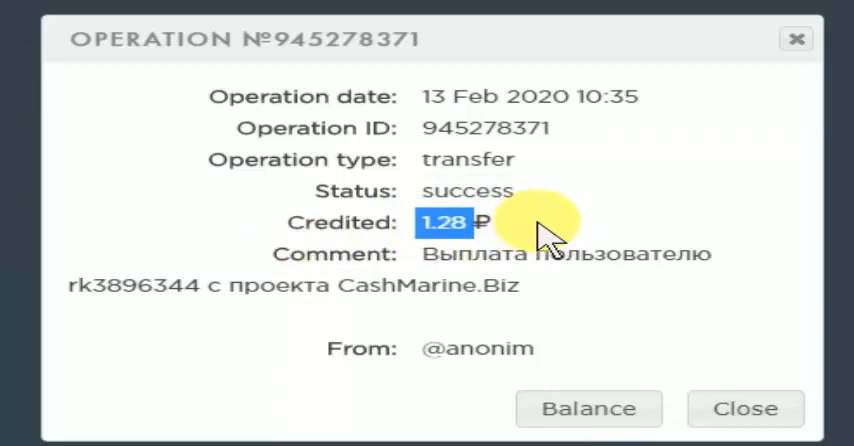 OPERATION №945278371
Operation date: 13 Feb 2020 10:35
Operation ID: 945278371
Operation type: transfer
Status: success
Credited: 1.28 ₽
Comment: Выплата пользователю
rk3896344 с проекта CashMarine.Biz
From: @anonim
Balance Close